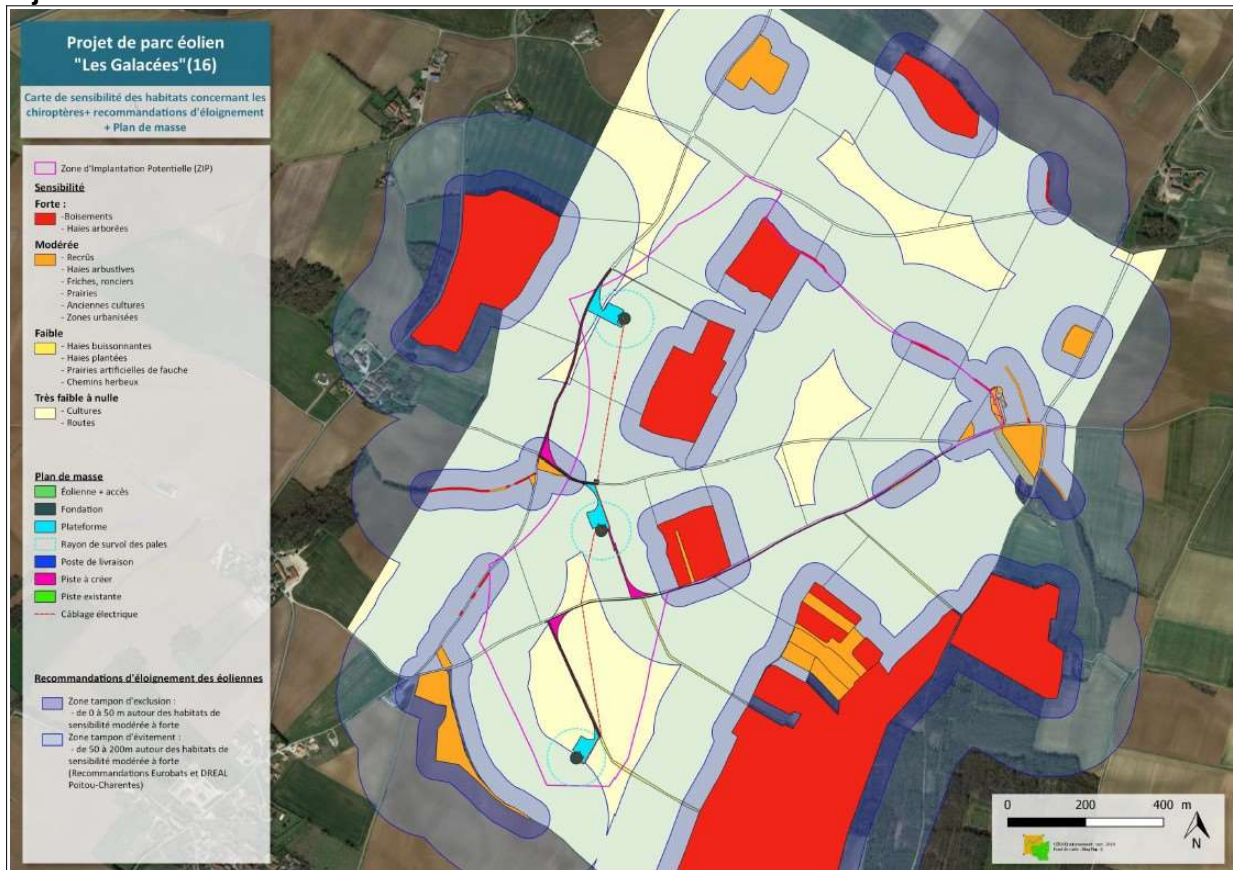 Projet de parc éolien
"Les Galacées"(16)
Carte de sensibilité des habitats concernant les
chiroptères+ recommandations d'éloignement
+ Plan de masse
Zone d'Implantation Potentielle (ZIP)
Sensibilité
Forte :
-Boisements
- Haies arborées
Modérée
- Recrûs
- Haies arbustives
- Friches, ronciers
- Prairies
- Anciennes cultures
- Zones urbanisées
Faible
- Haies buissonnantes
- Haies plantées
- Prairies artificielles de fauche
- Chemins herbeux
Très faible à nulle
- Cultures
- Routes
Plan de masse
Éolienne + accès
Fondation
Plateforme
Rayon de survol des pales
Poste de livraison
Piste à créer
Piste existante
Câblage électrique
Recommandations d'éloignement des éoliennes
Zone tampon d'exclusion :
- de 0 à 50 m autour des habitats de
sensibilité modérée à forte
Zone tampon d'évitement :
- de 50 à 200m autour des habitats de
sensibilité modérée à forte
(Recommandations Eurobats et DREAL
Poitou-Charentes)
0 200 400 m
N